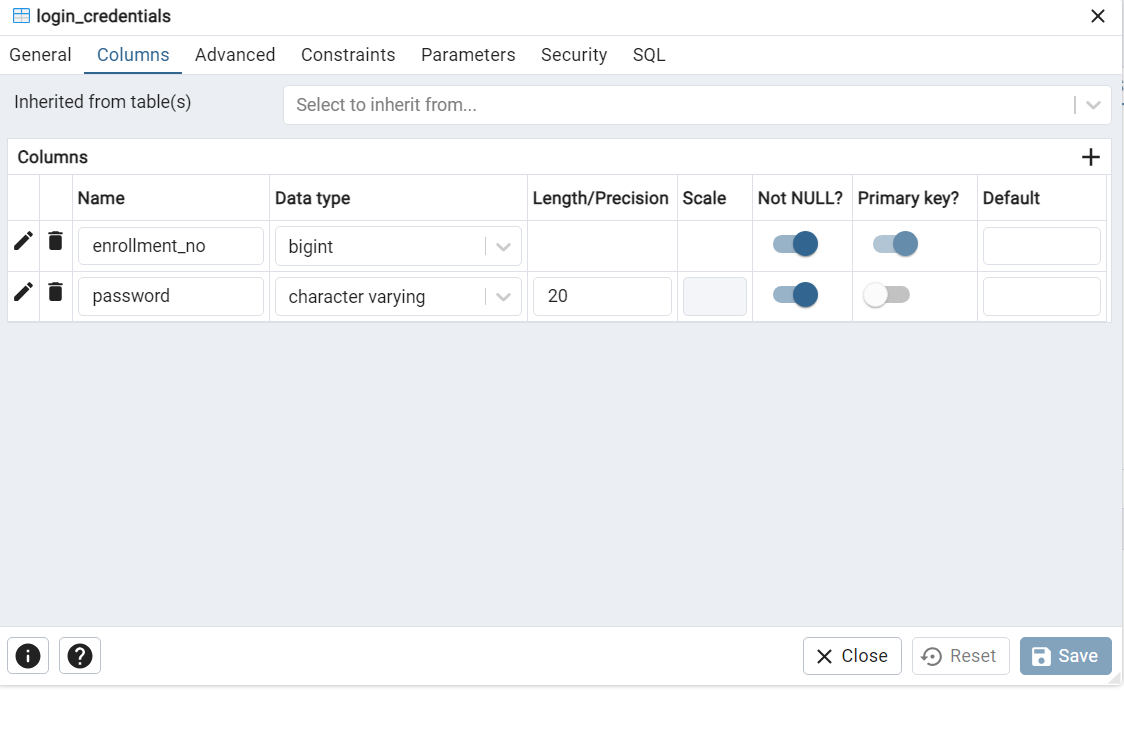 login_credentials
General Columns Advanced Constraints Parameters Security SQL
Inherited from table(s) Select to inherit from...
Columns
Name Data type Length/Precision Scale Not NULL? Primary key? Default
enrollment_no bigint
password character varying 20
Close Reset Save